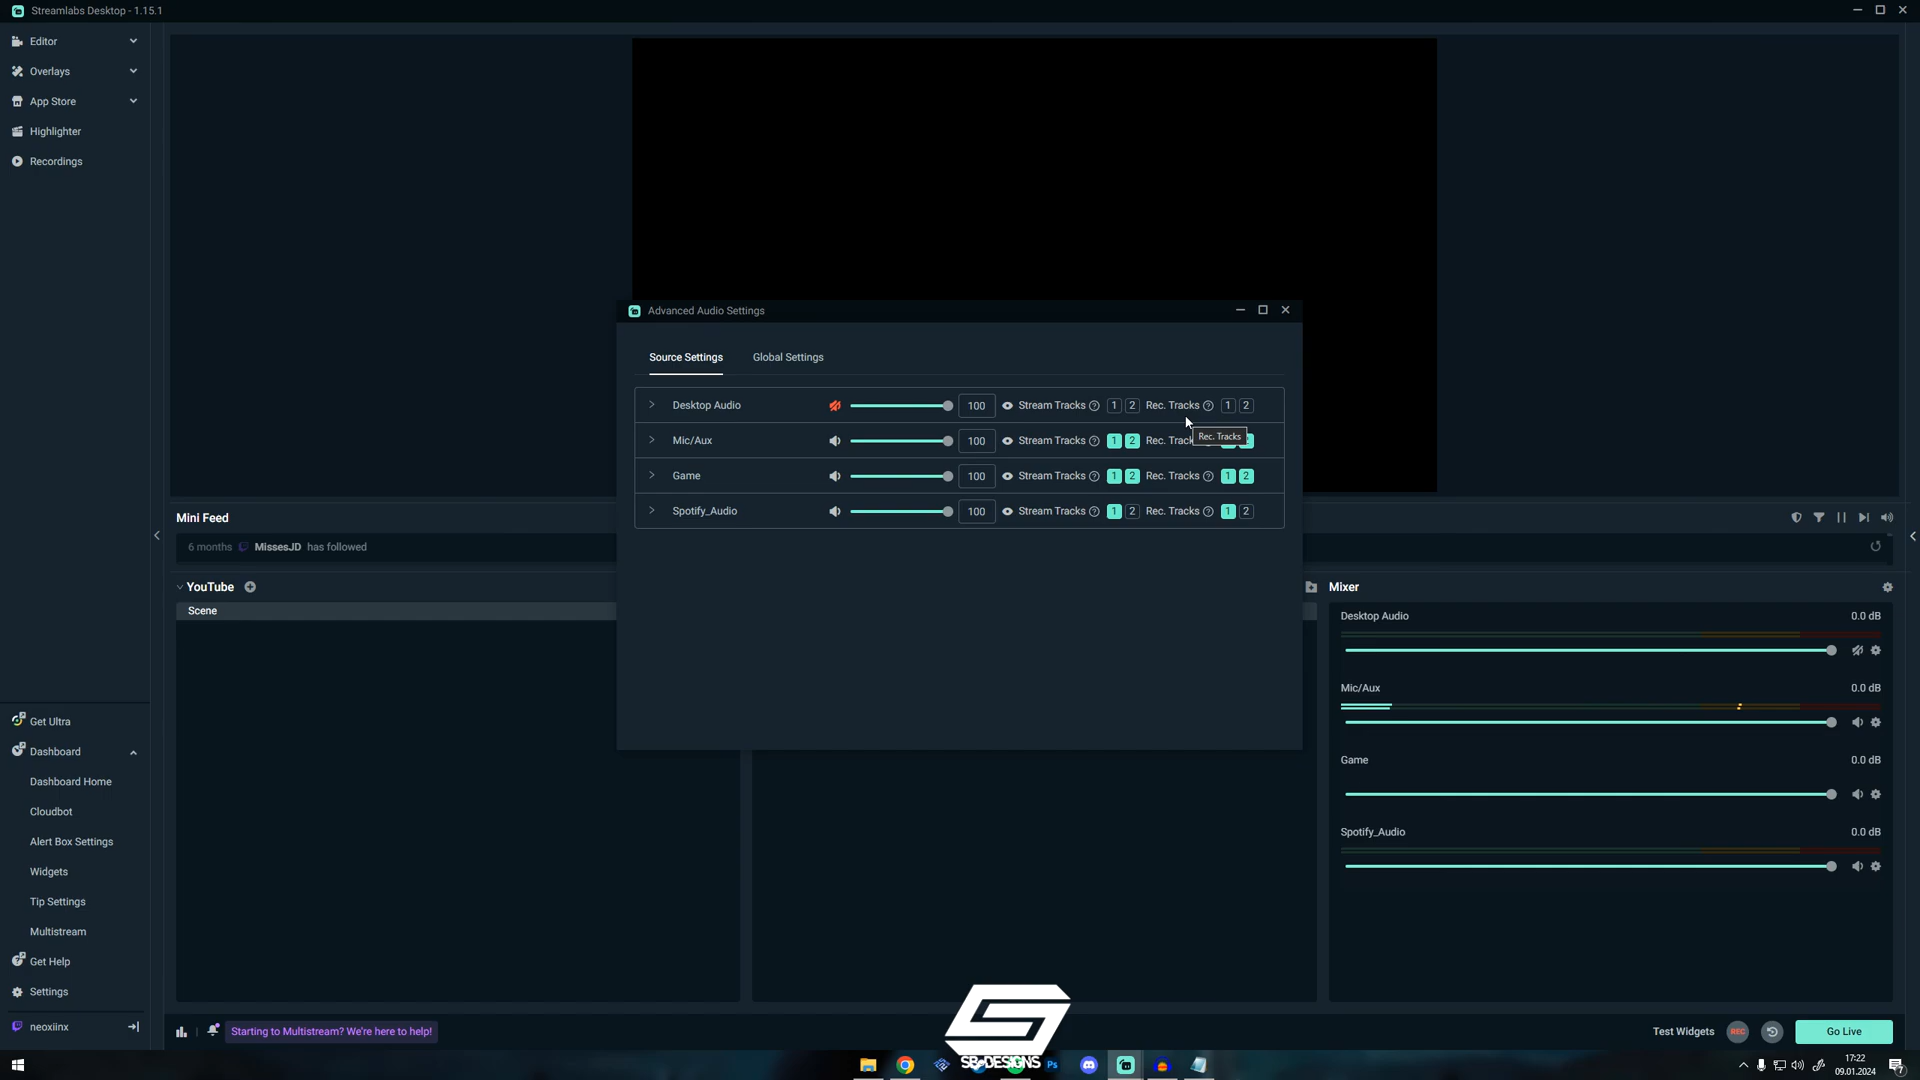 Streamlabs Desktop - 1.15.1
Editor
Overlays
App Store
Highlighter
Recordings
Advanced Audio Settings
Source Settings
Global Settings
Desktop Audio 100 Stream Tracks 1 2 Rec. Tracks 1 2
Rec. Tracks
Mic/Aux 100 Stream Tracks 1 2 Rec. Track
Game 100 Stream Tracks 1 2 Rec. Tracks 1 2
Spotify_Audio 100 Stream Tracks 1 2 Rec. Tracks 1 2
Mini Feed
6 months MissesJD has followed
YouTube
Scene
Mixer
Desktop Audio 0.0 dB
Mic/Aux 0.0 dB
Game 0.0 dB
Spotify_Audio 0.0 dB
Get Ultra
Dashboard
Dashboard Home
Cloudbot
Alert Box Settings
Widgets
Tip Settings
Multistream
Get Help
Settings
neoxiinx
Starting to Multistream? We're here to help!
Test Widgets
REC
Go Live
SB-DESIGNS
Ps
17:22
09.01.2024
7